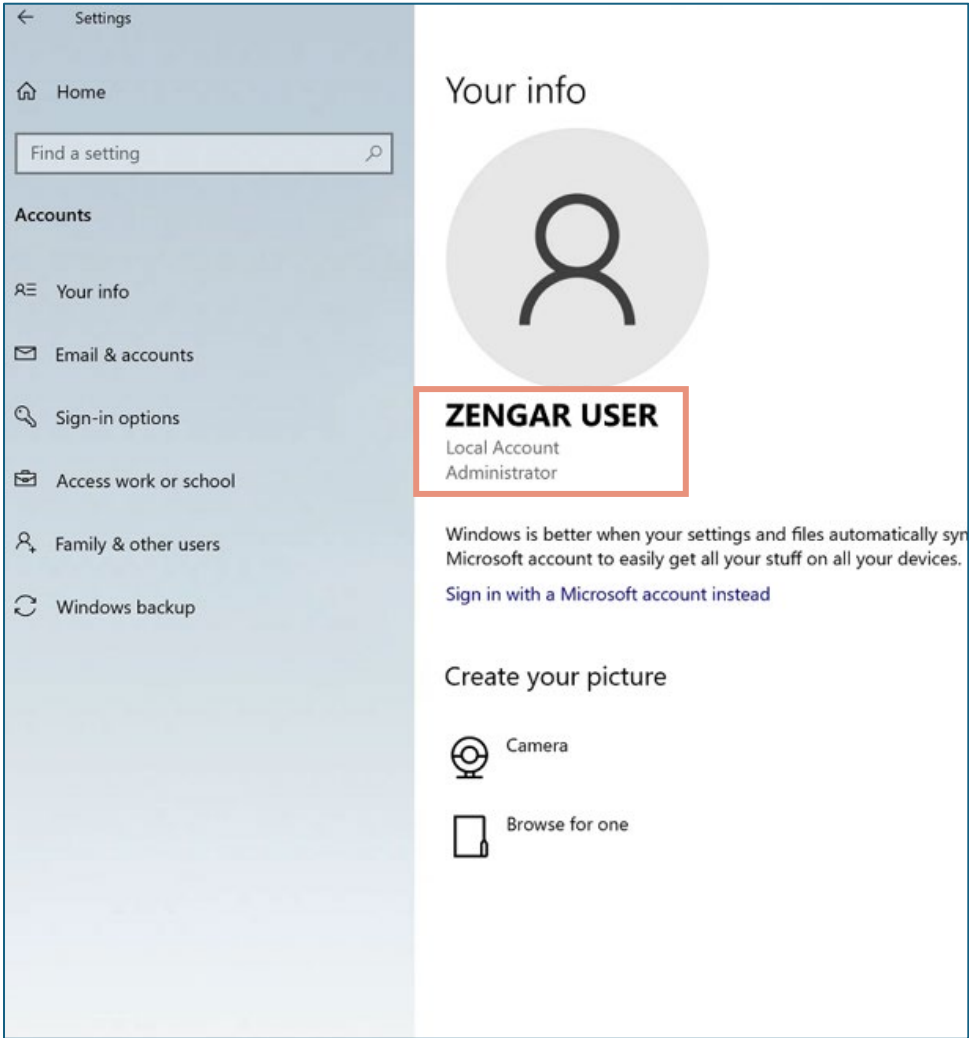 Settings
Home
Find a setting
Accounts
Your info
Email & accounts
Sign-in options
Access work or school
Family & other users
Windows backup
Your info
ZENGAR USER
Local Account
Administrator
Windows is better when your settings and files automatically syn
Microsoft account to easily get all your stuff on all your devices.
Sign in with a Microsoft account instead
Create your picture
Camera
Browse for one